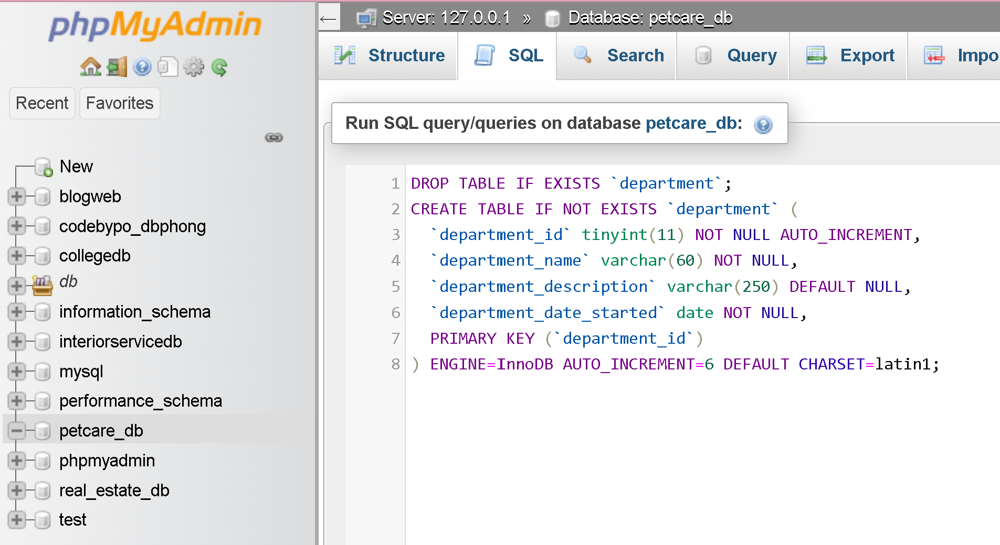 phpMyAdmin
Recent
Favorites
New
blogweb
codebypo_dbphong
collegedb
db
information_schema
interiorservicedb
mysql
performance_schema
petcare_db
phpmyadmin
real_estate_db
test
← Server: 127.0.0.1 » Database: petcare_db
Structure SQL Search Query Export Impo
Run SQL query/queries on database petcare_db:
1 DROP TABLE IF EXISTS `department`;
2 CREATE TABLE IF NOT EXISTS `department` (
3 `department_id` tinyint(11) NOT NULL AUTO_INCREMENT,
4 `department_name` varchar(60) NOT NULL,
5 `department_description` varchar(250) DEFAULT NULL,
6 `department_date_started` date NOT NULL,
7 PRIMARY KEY (`department_id`)
8 ) ENGINE=InnoDB AUTO_INCREMENT=6 DEFAULT CHARSET=latin1;